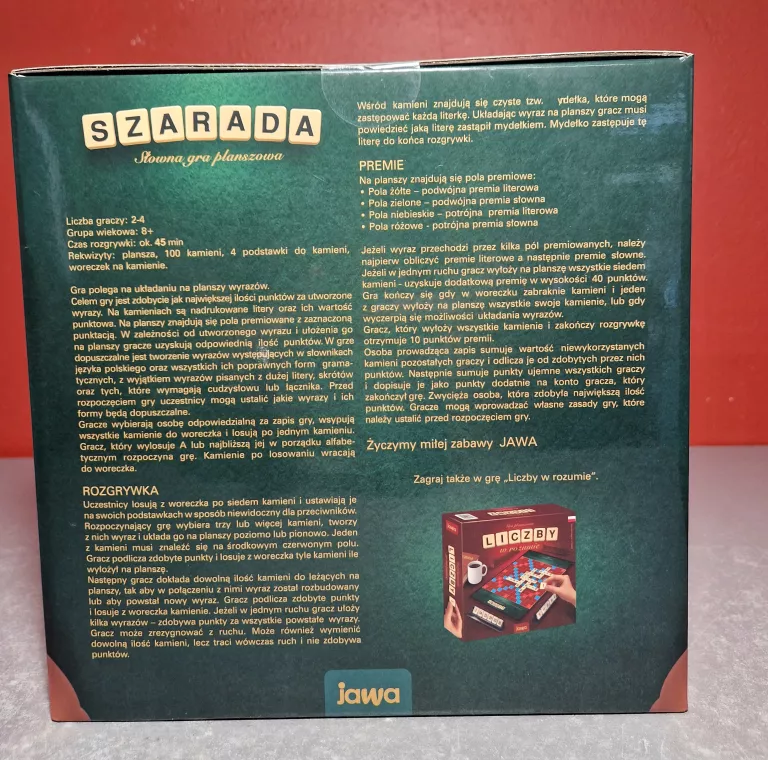 SZARADA
Słowna gra planszowa
Liczba graczy: 2-4
Grupa wiekowa: 8+
Czas rozgrywki: ok. 45 min
Rekwizyty: plansza, 100 kamieni, 4 podstawki do kamieni,
woreczek na kamienie.
Gra polega na układaniu na planszy wyrazów.
Celem gry jest zdobycie jak największej ilości punktów za utworzone
wyrazy. Na kamieniach są nadrukowane litery oraz ich wartość
punktowa. Na planszy znajdują się pola premiowane z zaznaczoną
punktacją. W zależności od utworzonego wyrazu i ułożenia go
na planszy gracze uzyskują odpowiednią ilość punktów. W grze
dopuszczalne jest tworzenie wyrazów występujących w słownikach
języka polskiego oraz wszystkich ich poprawnych form grama-
tycznych, z wyjątkiem wyrazów pisanych z dużej litery, skrótów
oraz tych, które wymagają cudzysłowu lub łącznika. Przed
rozpoczęciem gry uczestnicy mogą ustalić jakie wyrazy i ich
formy będą dopuszczalne.
Gracze wybierają osobę odpowiedzialną za zapis gry, wsypują
wszystkie kamienie do woreczka i losują po jednym kamieniu.
Gracz, który wylosuje A lub najbliższą jej w porządku alfabe-
tycznym rozpoczyna grę. Kamienie po losowaniu wracają
do woreczka.
ROZGRYWKA
Uczestnicy losują z woreczka po siedem kamieni i ustawiają je
na swoich podstawkach w sposób niewidoczny dla przeciwników.
Rozpoczynający grę wybiera trzy lub więcej kamieni, tworzy
z nich wyraz i układa go na planszy poziomo lub pionowo. Jeden
z kamieni musi znaleźć się na środkowym czerwonym polu.
Gracz podlicza zdobyte punkty i losuje z woreczka tyle kamieni ile
wyłożył na planszę.
Następny gracz dokłada dowolną ilość kamieni do leżących na
planszy, tak aby w połączeniu z nimi wyraz został rozbudowany
lub aby powstał nowy wyraz. Gracz podlicza zdobyte punkty
i losuje z woreczka kamienie. Jeżeli w jednym ruchu gracz ułoży
kilka wyrazów – zdobywa punkty za wszystkie powstałe wyrazy.
Gracz może zrezygnować z ruchu. Może również wymienić
dowolną ilość kamieni, lecz traci wówczas ruch i nie zdobywa
punktów.
Wśród kamieni znajdują się czyste tzw. ydełka, które mogą
zastępować każdą literkę. Układając wyraz na planszy gracz musi
powiedzieć jaką literę zastąpił mydełkiem. Mydełko zastępuje tę
literę do końca rozgrywki.
PREMIE
Na planszy znajdują się pola premiowe:
• Pola żółte – podwójna premia literowa
• Pola zielone – podwójna premia słowna
• Pola niebieskie – potrójna premia literowa
• Pola różowe - potrójna premia słowna
Jeżeli wyraz przechodzi przez kilka pól premiowanych, należy
najpierw obliczyć premie literowe a następnie premie słowne.
Jeżeli w jednym ruchu gracz wyłoży na planszę wszystkie siedem
kamieni - uzyskuje dodatkową premię w wysokości 40 punktów.
Gra kończy się gdy w woreczku zabraknie kamieni i jeden
z graczy wyłoży na planszę wszystkie swoje kamienie, lub gdy
wyczerpią się możliwości układania wyrazów.
Gracz, który wyłoży wszystkie kamienie i zakończy rozgrywkę
otrzymuje 10 punktów premii.
Osoba prowadząca zapis sumuje wartość niewykorzystanych
kamieni pozostałych graczy i odlicza je od zdobytych przez nich
punktów. Następnie sumuje punkty ujemne wszystkich graczy
i dopisuje je jako punkty dodatnie na konto gracza, który
zakończył grę. Zwycięża osoba, która zdobyła największą ilość
punktów. Gracze mogą wprowadzać własne zasady gry, które
należy ustalić przed rozpoczęciem gry.
Życzymy miłej zabawy JAWA
Zagraj także w grę „Liczby w rozumie".
LICZBY
w rozumie
jawa